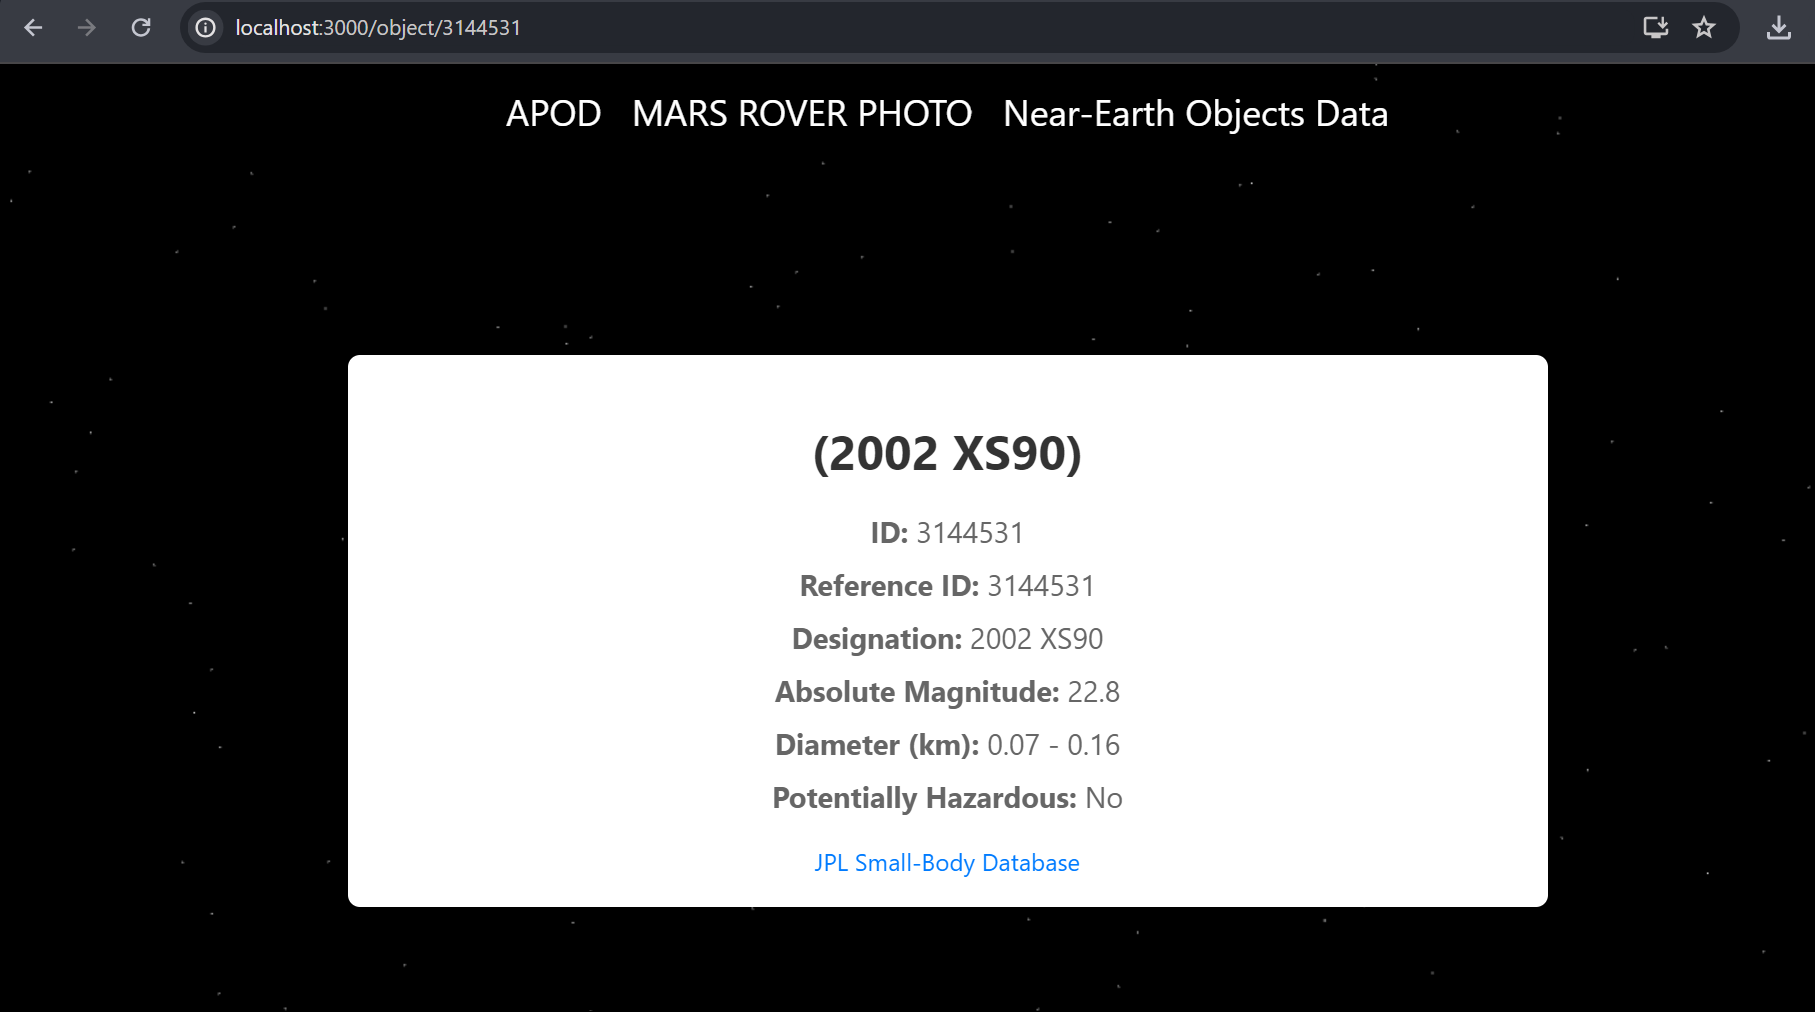 localhost:3000/object/3144531
APOD MARS ROVER PHOTO Near-Earth Objects Data
(2002 XS90)
ID: 3144531
Reference ID: 3144531
Designation: 2002 XS90
Absolute Magnitude: 22.8
Diameter (km): 0.07 - 0.16
Potentially Hazardous: No
JPL Small-Body Database